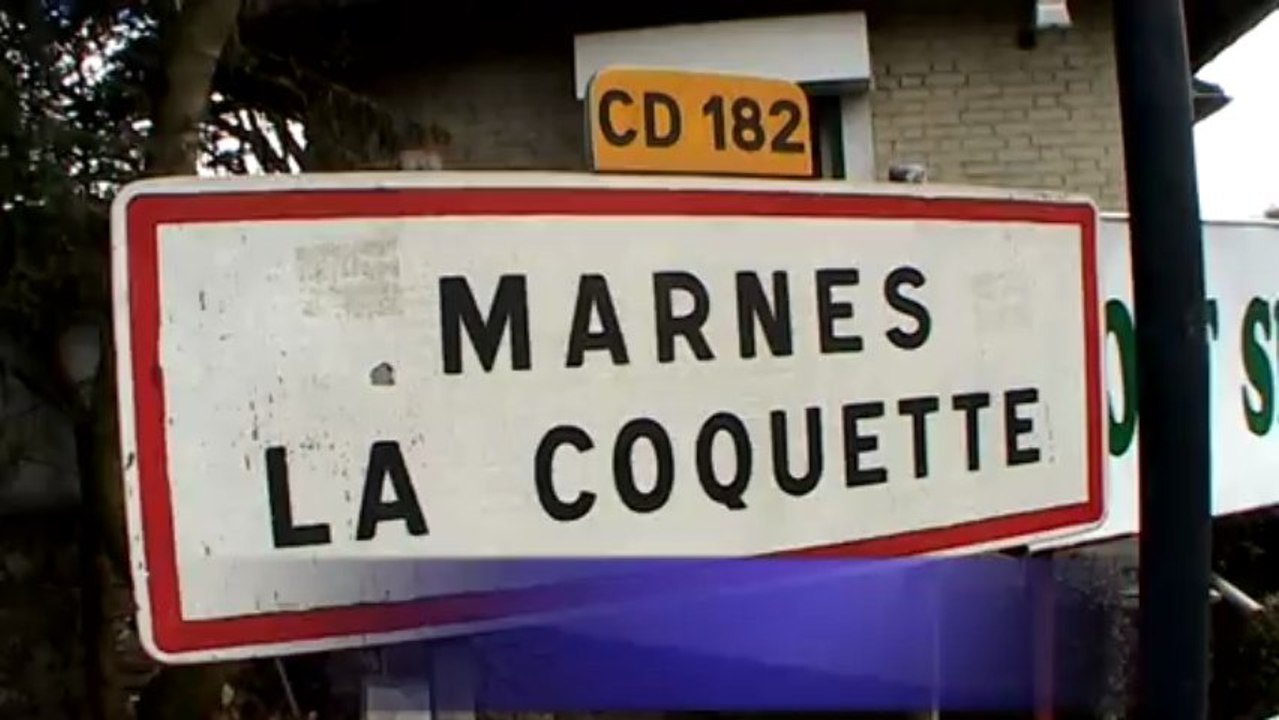 CD 182
MARNES
LA COQUETTE